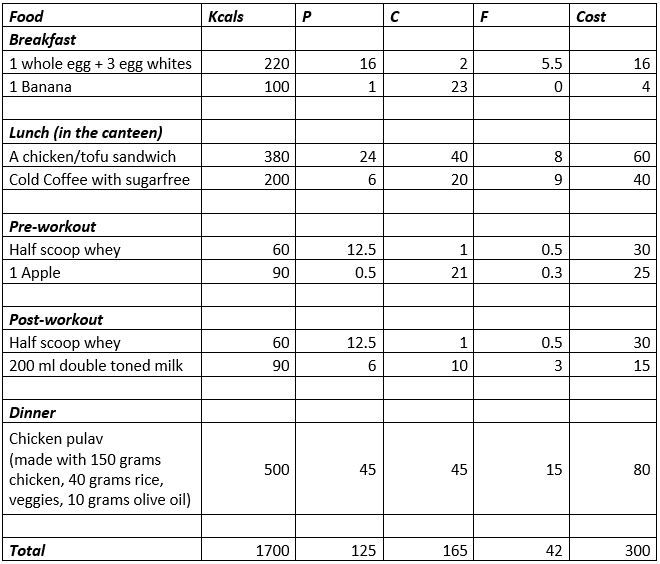 Food Kcals P C F Cost
Breakfast
1 whole egg + 3 egg whites 220 16 2 5.5 16
1 Banana 100 1 23 0 4
Lunch (in the canteen)
A chicken/tofu sandwich 380 24 40 8 60
Cold Coffee with sugarfree 200 6 20 9 40
Pre-workout
Half scoop whey 60 12.5 1 0.5 30
1 Apple 90 0.5 21 0.3 25
Post-workout
Half scoop whey 60 12.5 1 0.5 30
200 ml double toned milk 90 6 10 3 15
Dinner
Chicken pulav
(made with 150 grams
chicken, 40 grams rice, 500 45 45 15 80
veggies, 10 grams olive oil)
Total 1700 125 165 42 300